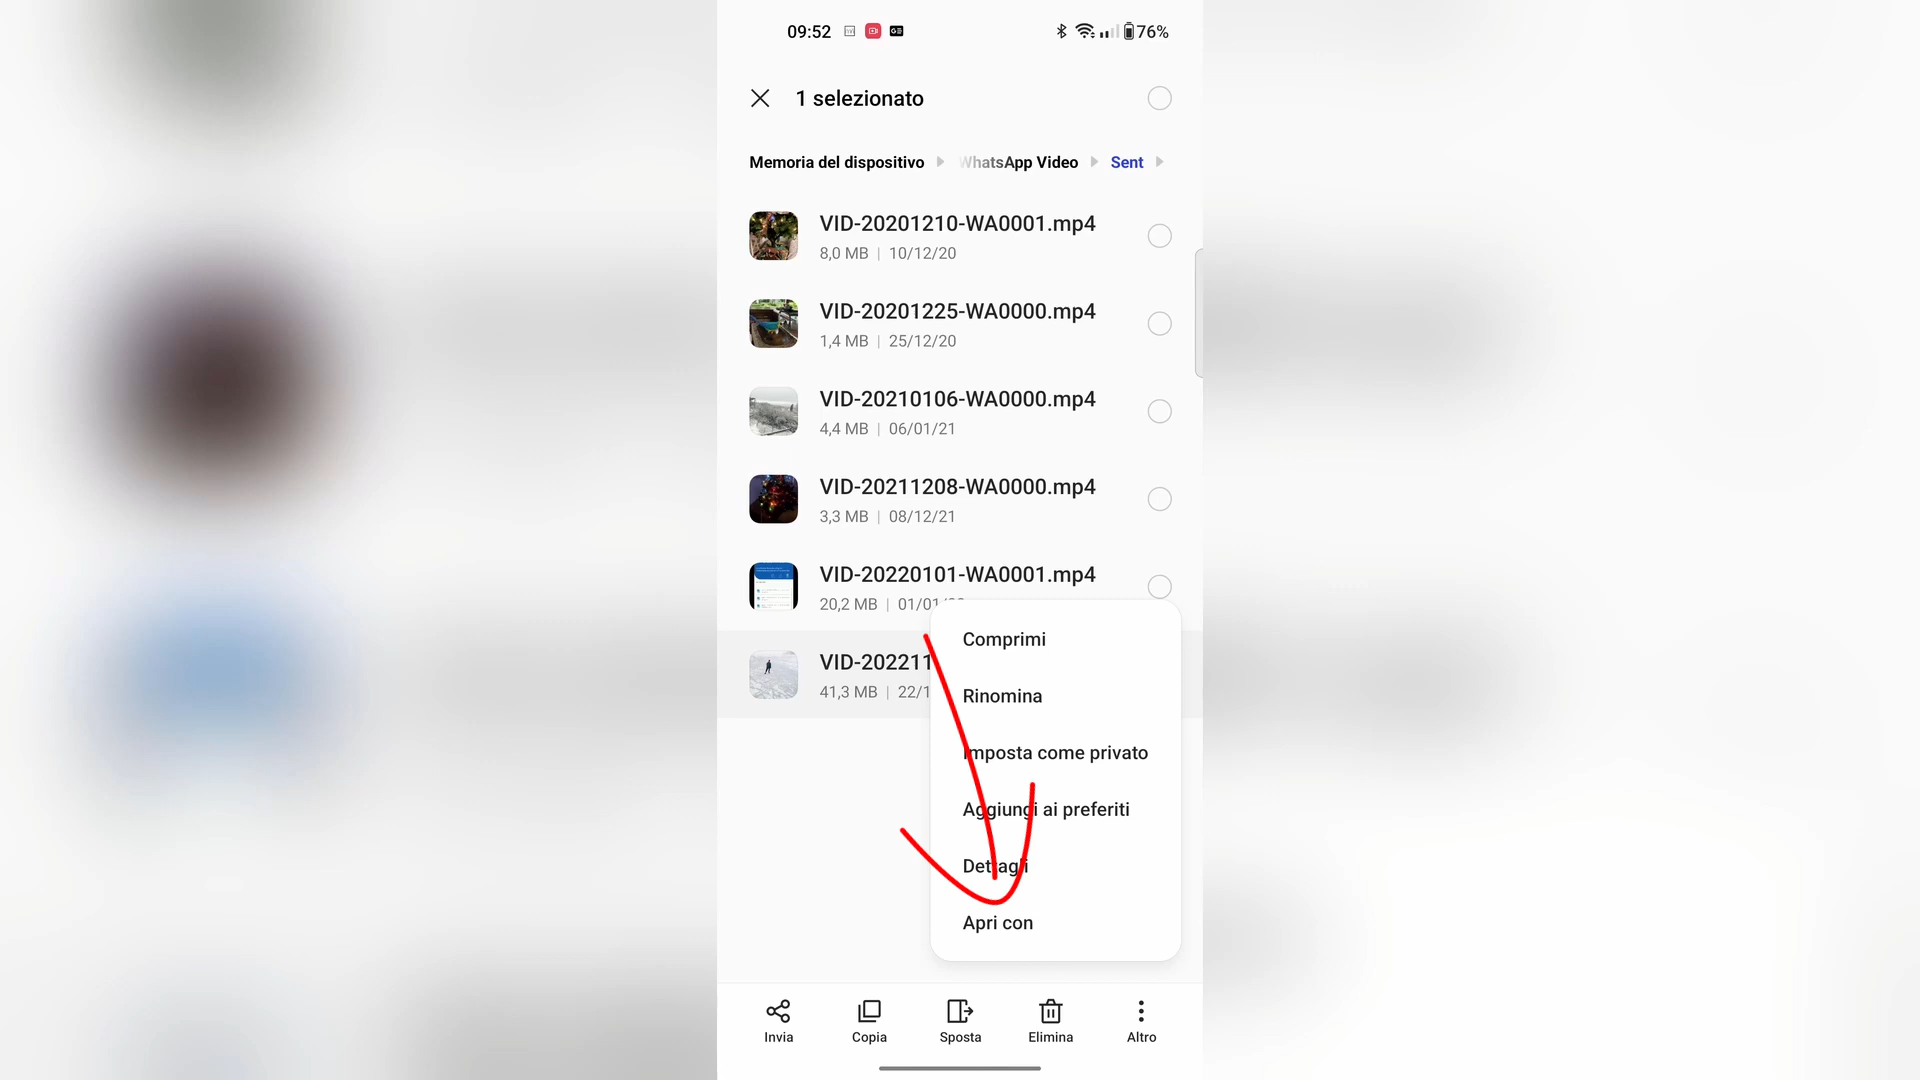 09:52 76%
1 selezionato
Memoria del dispositivo WhatsApp Video Sent
VID-20201210-WA0001.mp4
8,0 MB | 10/12/20
VID-20201225-WA0000.mp4
1,4 MB | 25/12/20
VID-20210106-WA0000.mp4
4,4 MB | 06/01/21
VID-20211208-WA0000.mp4
3,3 MB | 08/12/21
VID-20220101-WA0001.mp4
20,2 MB | 01/01
VID-202211
41,3 MB | 22/1
Comprimi
Rinomina
Imposta come privato
Aggiungi ai preferiti
Dettagli
Apri con
Invia Copia Sposta Elimina Altro